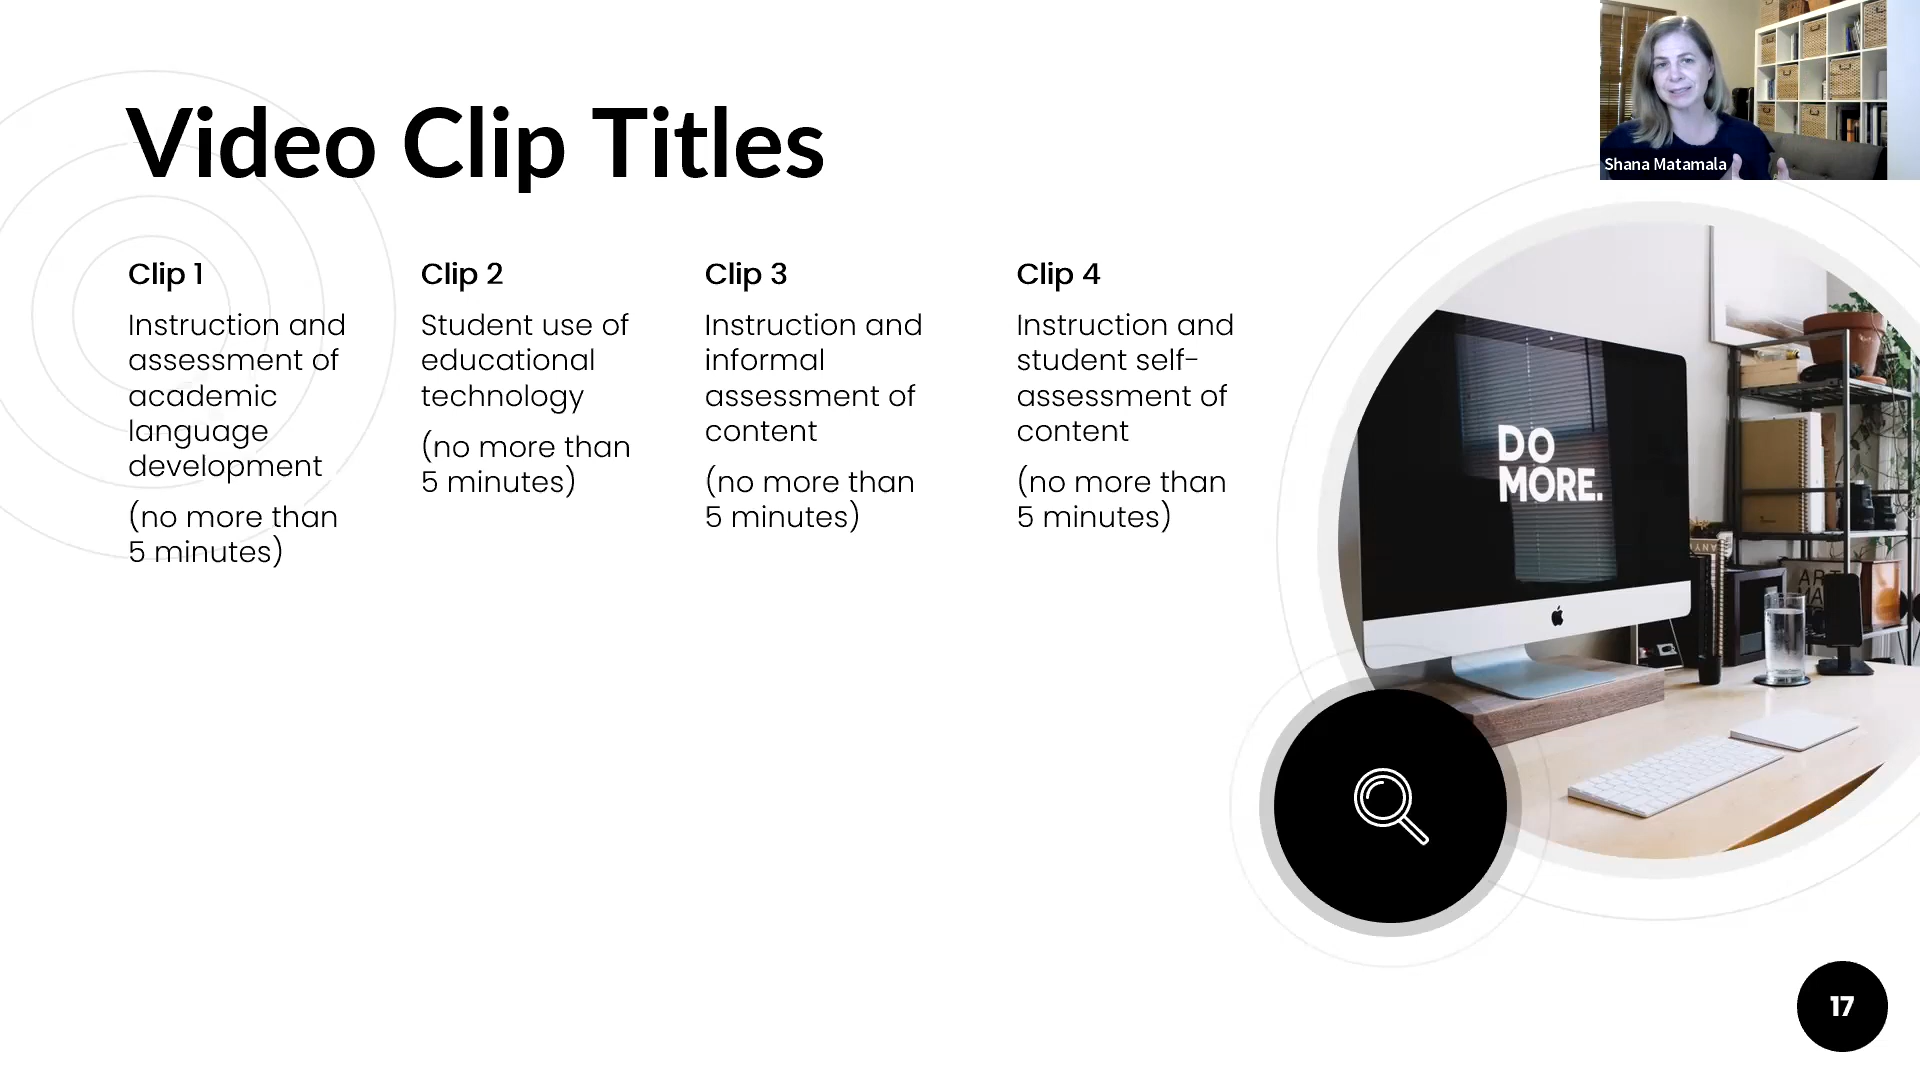 Video Clip Titles
Shana Matamala
Clip 1
Instruction and
assessment of
academic
language
development
(no more than
5 minutes)
Clip 2
Student use of
educational
technology
(no more than
5 minutes)
Clip 3
Instruction and
informal
assessment of
content
(no more than
5 minutes)
Clip 4
Instruction and
student self-
assessment of
content
(no more than
5 minutes)
DO
MORE.
17